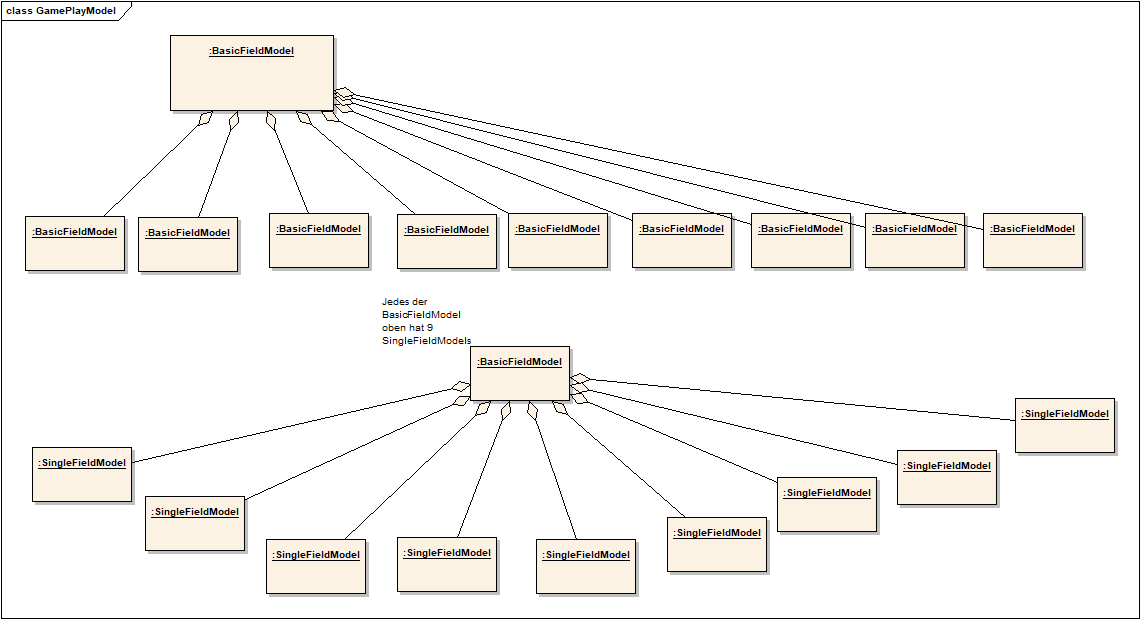 class GamePlayModel
:BasicFieldModel
:BasicFieldModel
:BasicFieldModel
:BasicFieldModel
:BasicFieldModel
:BasicFieldModel
:BasicFieldModel
:BasicFieldModel
:BasicFieldModel
:BasicFieldModel
Jedes der
BasicFieldModel
oben hat 9
SingleFieldModels
:BasicFieldModel
:SingleFieldModel
:SingleFieldModel
:SingleFieldModel
:SingleFieldModel
:SingleFieldModel
:SingleFieldModel
:SingleFieldModel
:SingleFieldModel
:SingleFieldModel